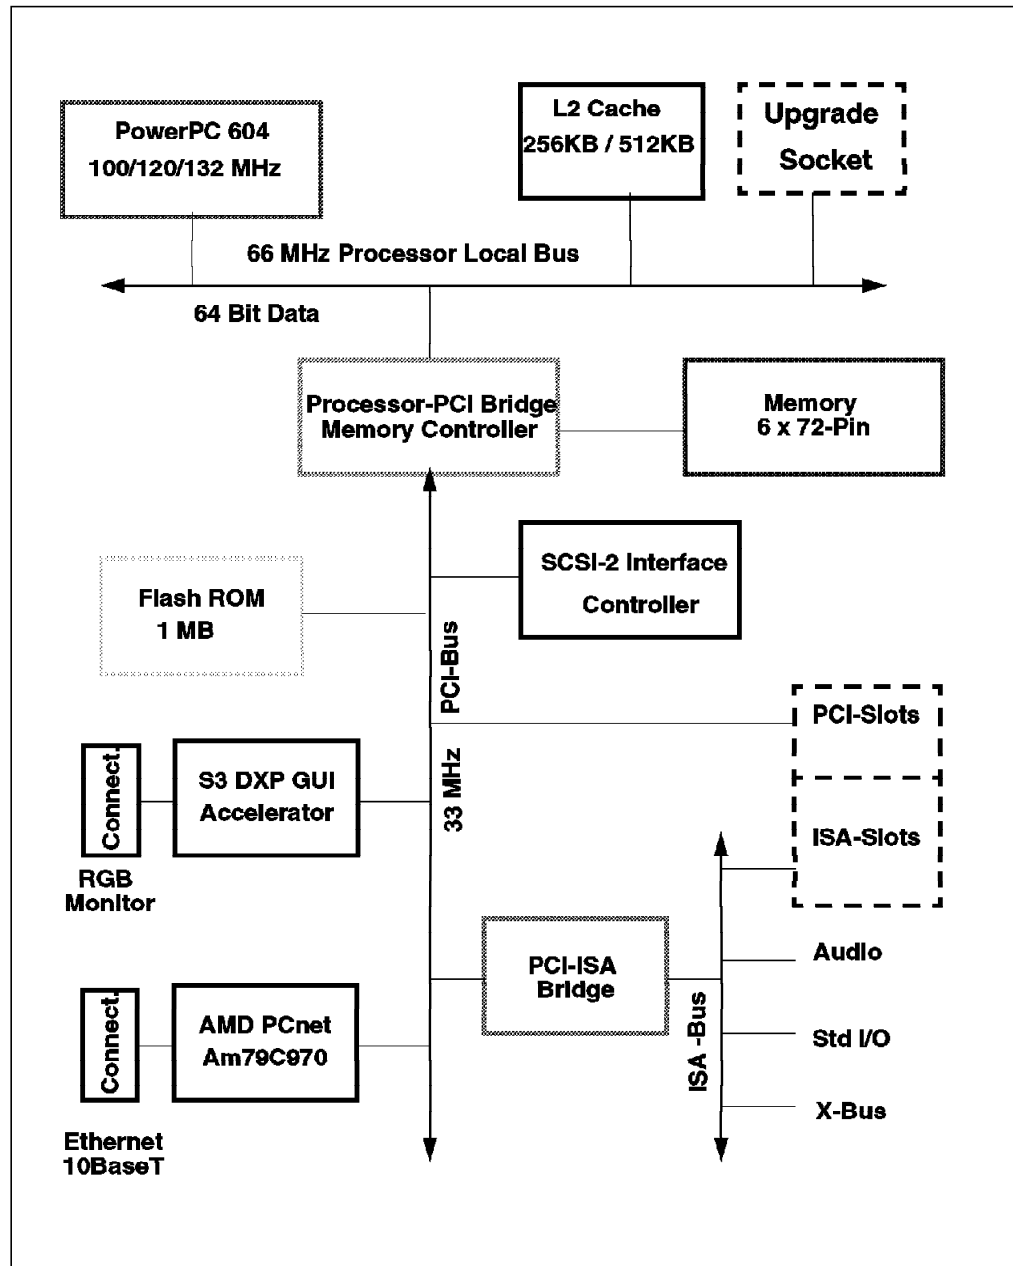 PowerPC 604
100/120/132 MHz
L2 Cache
256KB / 512KB
Upgrade
Socket
66 MHz Processor Local Bus
64 Bit Data
Processor-PCI Bridge
Memory Controller
Memory
6 x 72-Pin
SCSI-2 Interface
Controller
Flash ROM
1 MB
PCI-Bus
33 MHz
PCI-Slots
ISA-Slots
Connect.
S3 DXP GUI
Accelerator
RGB
Monitor
PCI-ISA
Bridge
ISA -Bus
Audio
Std I/O
X-Bus
Connect.
AMD PCnet
Am79C970
Ethernet
10BaseT